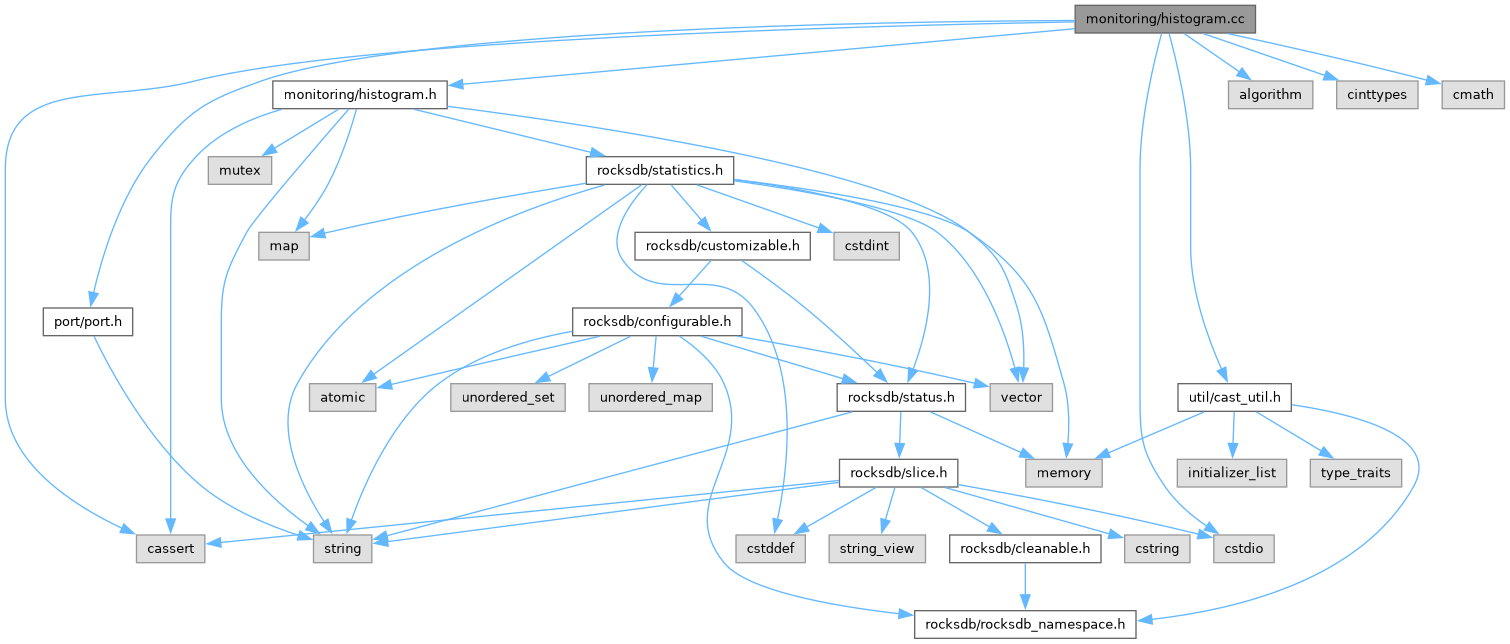 monitoring/histogram.cc
monitoring/histogram.h
algorithm
cinttypes
cmath
mutex
rocksdb/statistics.h
map
rocksdb/customizable.h
cstdint
port/port.h
rocksdb/configurable.h
atomic
unordered_set
unordered_map
rocksdb/status.h
vector
util/cast_util.h
rocksdb/slice.h
memory
initializer_list
type_traits
cassert
string
cstddef
string_view
rocksdb/cleanable.h
cstring
cstdio
rocksdb/rocksdb_namespace.h